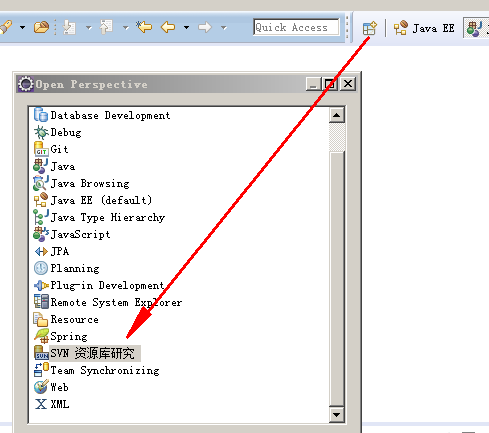 Quick Access
Java EE
Open Perspective
Database Development
Debug
Git
Java
Java Browsing
Java EE (default)
Java Type Hierarchy
JavaScript
JPA
Planning
Plug-in Development
Remote System Explorer
Resource
Spring
SVN 资源库研究
Team Synchronizing
Web
XML